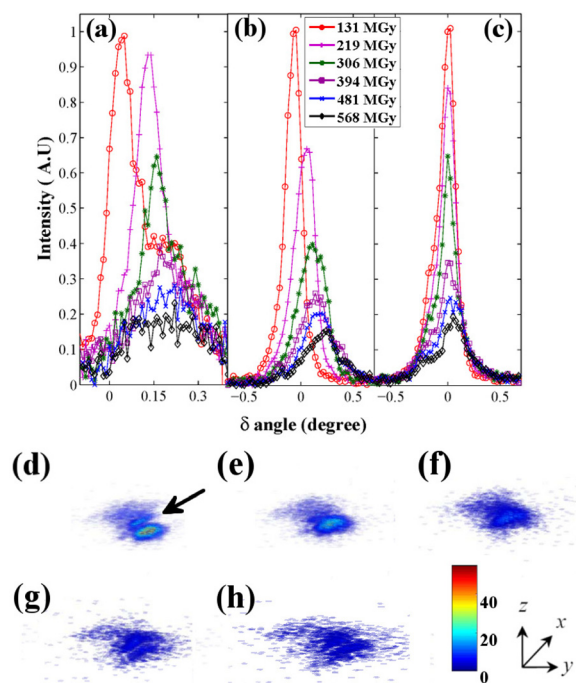 (a) (b) (c)
131 MGy
219 MGy
306 MGy
394 MGy
481 MGy
568 MGy
Intensity ( A.U)
1
0.9
0.8
0.7
0.6
0.5
0.4
0.3
0.2
0.1
0
0 0.15 0.3 −0.5 0 0.5 −0.5 0 0.5
δ angle (degree)
(d) (e) (f)
(g) (h)
40
20
0
z x y